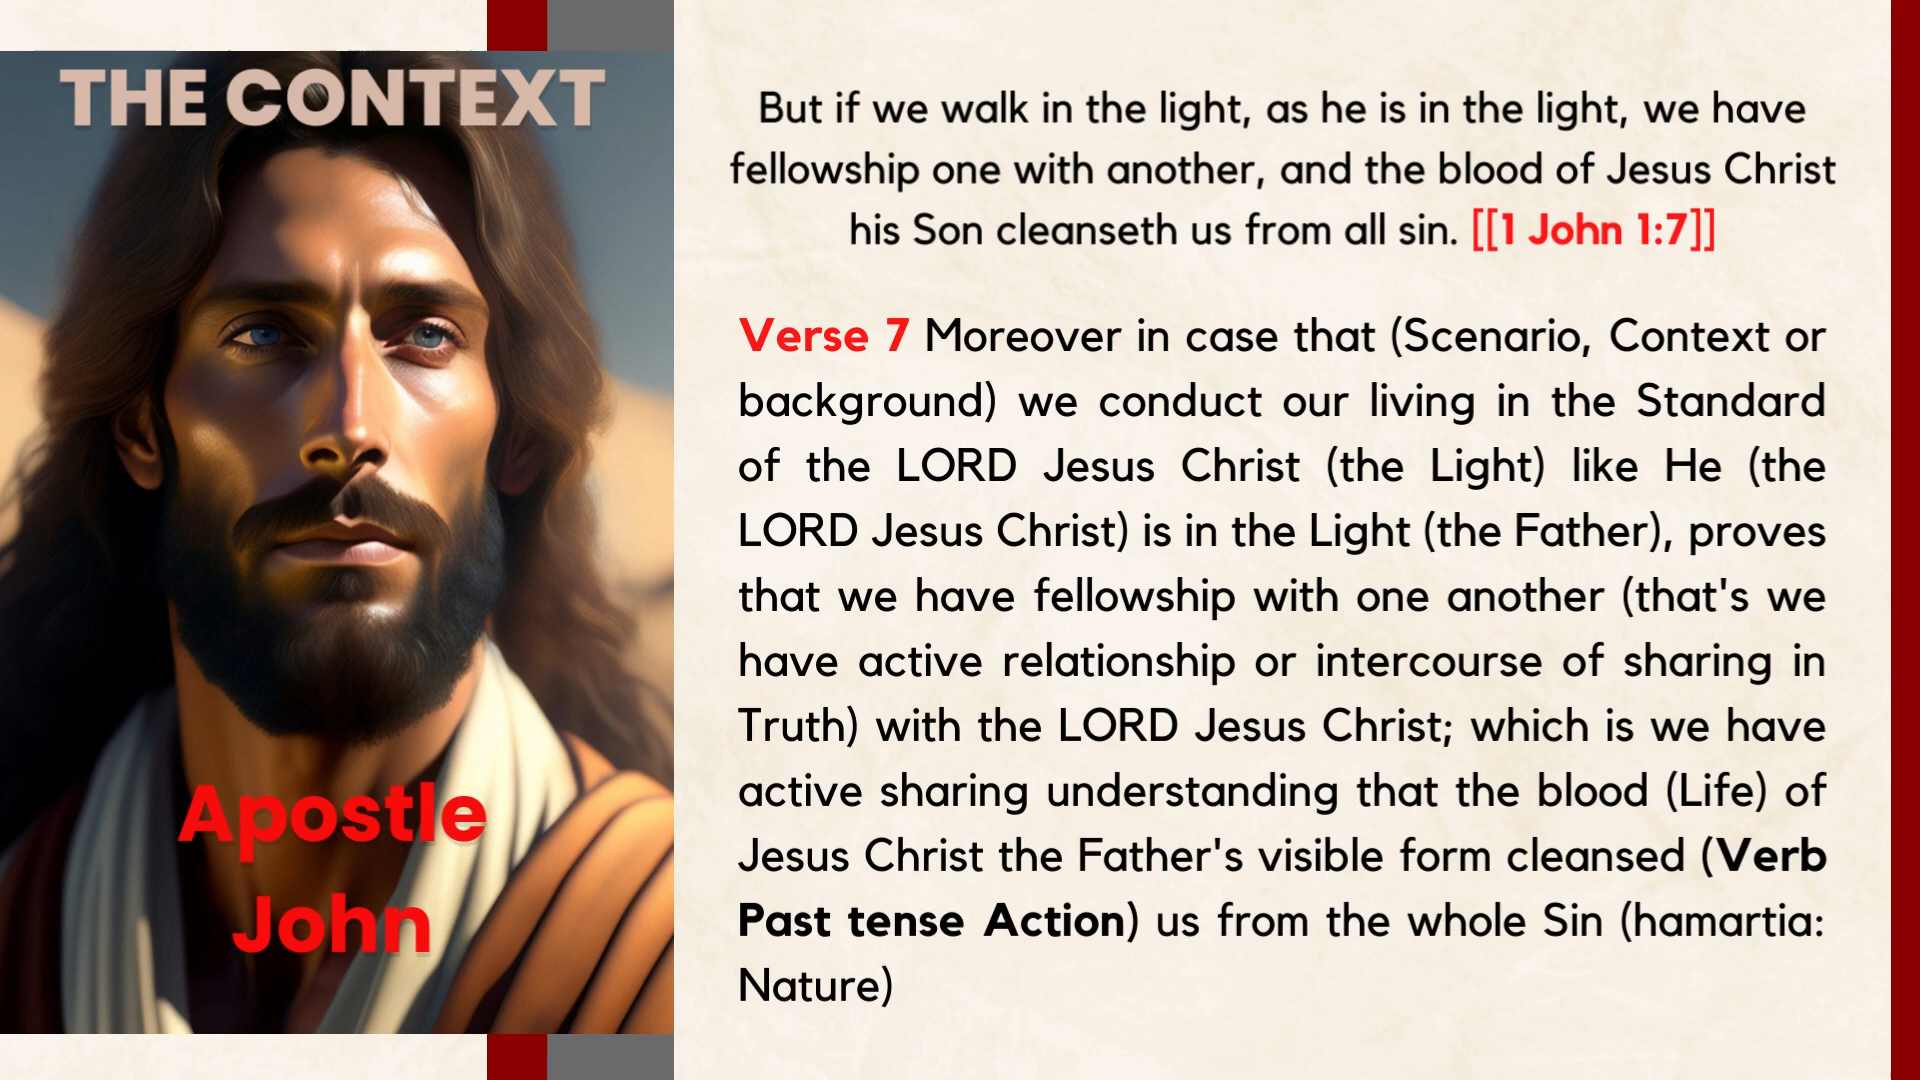 THE CONTEXT
Apostle
John
But if we walk in the light, as he is in the light, we have
fellowship one with another, and the blood of Jesus Christ
his Son cleanseth us from all sin. [[1 John 1:7]]
Verse 7 Moreover in case that (Scenario, Context or
background) we conduct our living in the Standard
of the LORD Jesus Christ (the Light) like He (the
LORD Jesus Christ) is in the Light (the Father), proves
that we have fellowship with one another (that's we
have active relationship or intercourse of sharing in
Truth) with the LORD Jesus Christ; which is we have
active sharing understanding that the blood (Life) of
Jesus Christ the Father's visible form cleansed (Verb
Past tense Action) us from the whole Sin (hamartia:
Nature)